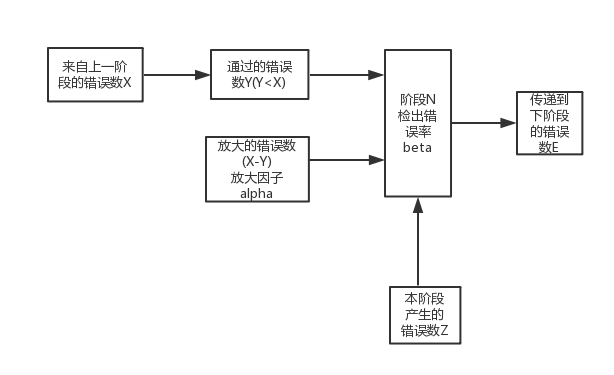 来自上一阶
段的错误数X
通过的错误
数Y(Y<X)
放大的错误数
(X-Y)
放大因子
alpha
阶段N
检出错
误率
beta
传递到
下阶段
的错误
数E
本阶段
产生的
错误数Z